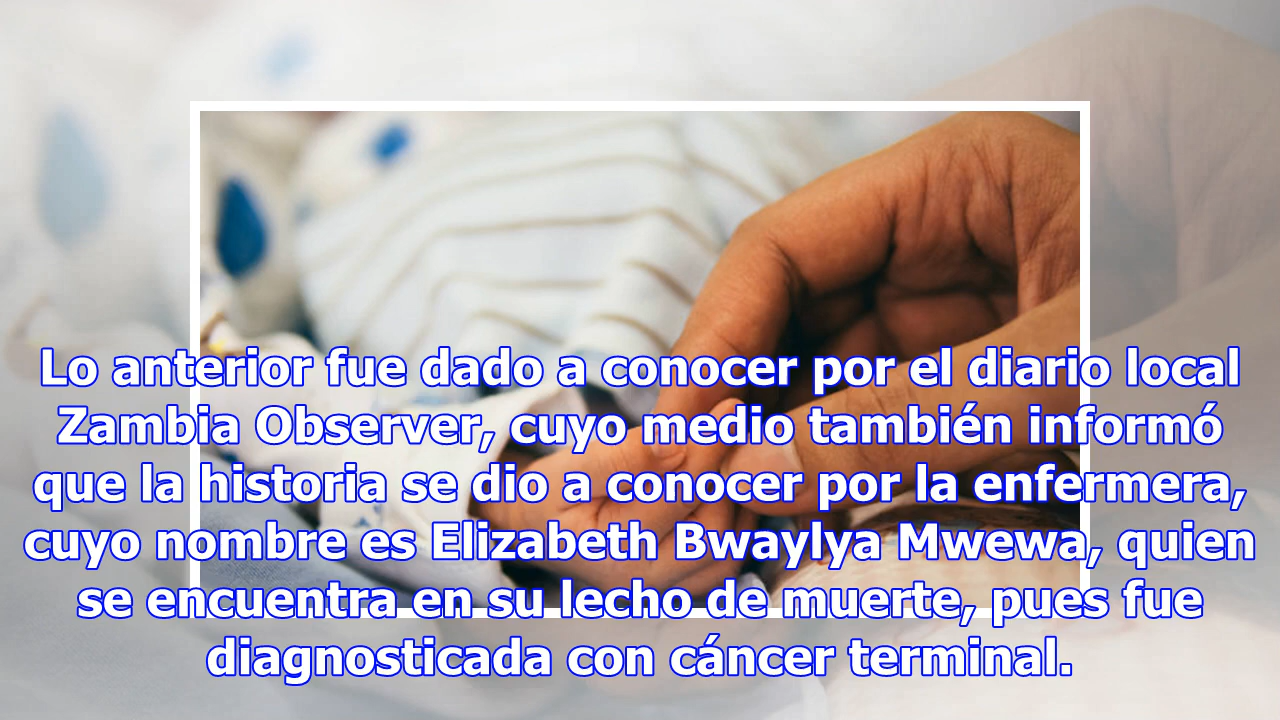 Lo anterior fue dado a conocer por el diario local
Zambia Observer, cuyo medio también informó
que la historia se dio a conocer por la enfermera,
cuyo nombre es Elizabeth Bwaylya Mwewa, quien
se encuentra en su lecho de muerte, pues fue
diagnosticada con cáncer terminal.